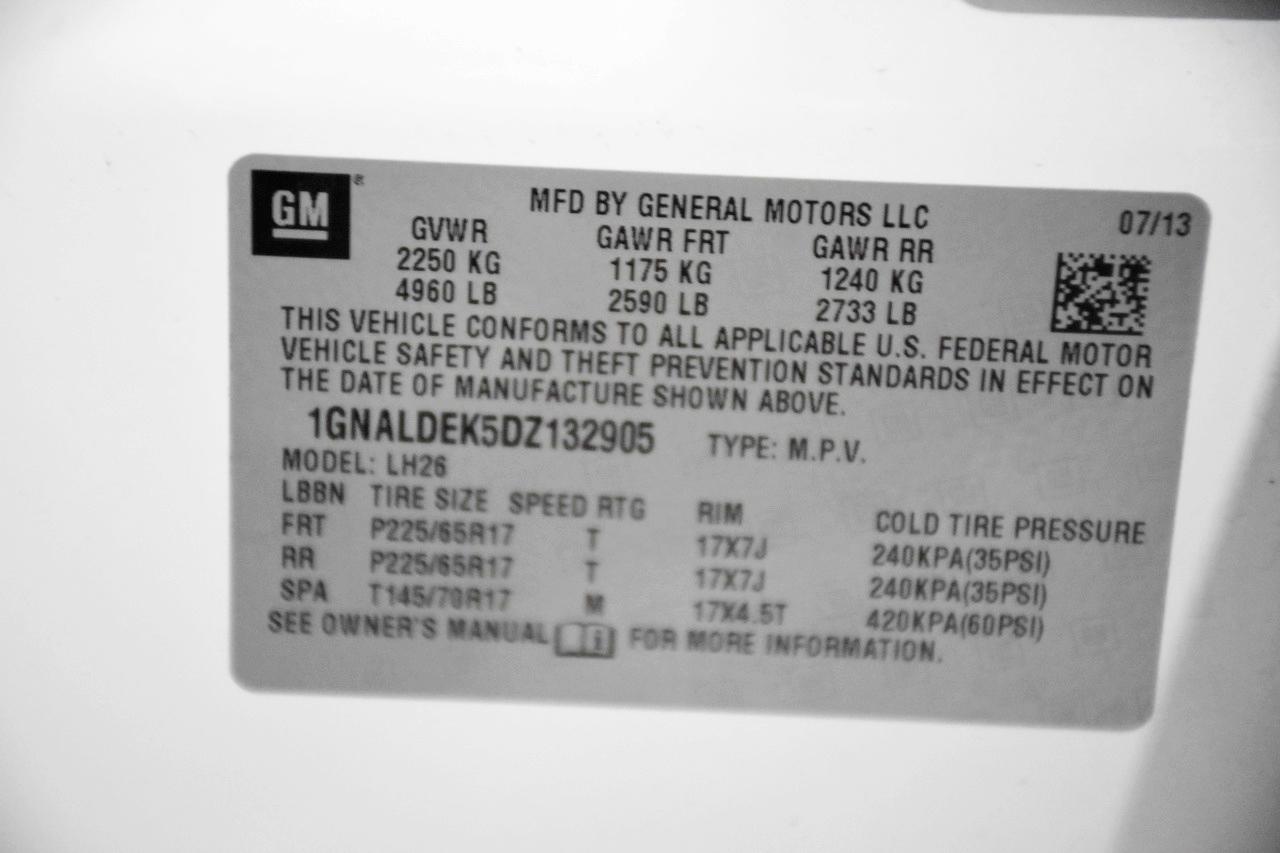 GM®
MFD BY GENERAL MOTORS LLC 07/13
GVWR GAWR FRT GAWR RR
2250 KG 1175 KG 1240 KG
4960 LB 2590 LB 2733 LB
THIS VEHICLE CONFORMS TO ALL APPLICABLE U.S. FEDERAL MOTOR
VEHICLE SAFETY AND THEFT PREVENTION STANDARDS IN EFFECT ON
THE DATE OF MANUFACTURE SHOWN ABOVE.
1GNALDEK5DZ132905 TYPE: M.P.V.
MODEL: LH26
LBBN TIRE SIZE SPEED RTG RIM COLD TIRE PRESSURE
FRT P225/65R17 T 17X7J 240KPA(35PSI)
RR P225/65R17 T 17X7J 240KPA(35PSI)
SPA T145/70R17 M 17X4.5T 420KPA(60PSI)
SEE OWNER'S MANUAL i FOR MORE INFORMATION.